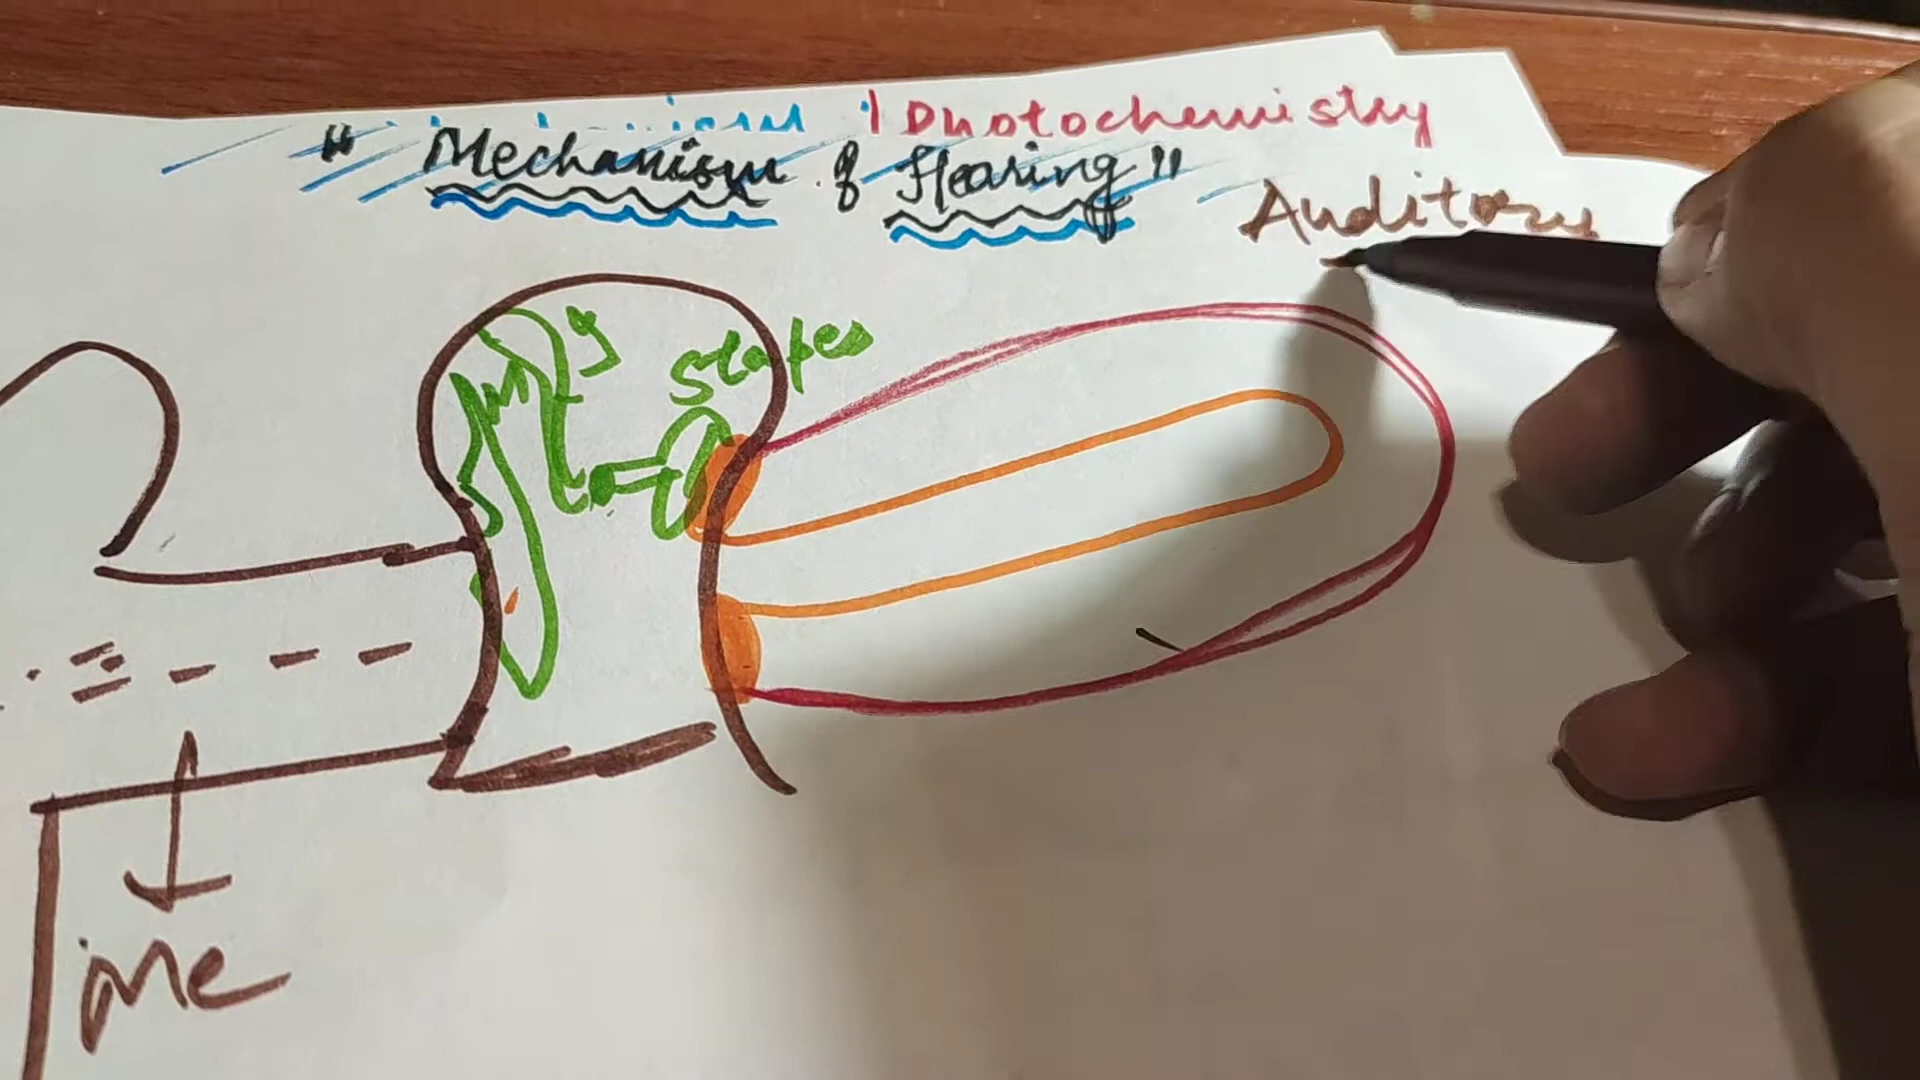 Photochemistry
"Mechanism of Hearing"
Auditory
M
I
stapes
Me